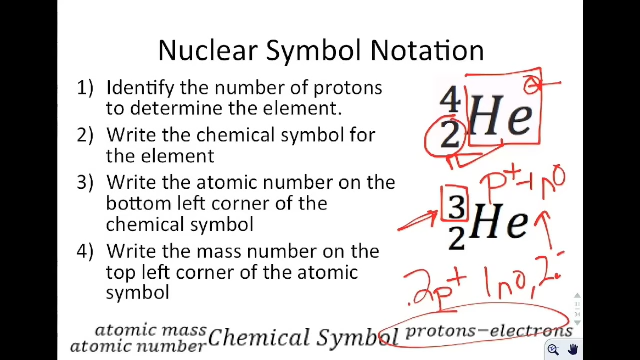 Nuclear Symbol Notation
1) Identify the number of protons
to determine the element.
2) Write the chemical symbol for
the element
3) Write the atomic number on the
bottom left corner of the
chemical symbol
4) Write the mass number on the
top left corner of the atomic
symbol
4
2 He
p+ + n0
3
2 He
2p+ 1n0,
atomic mass
atomic number Chemical Symbol protons−electrons